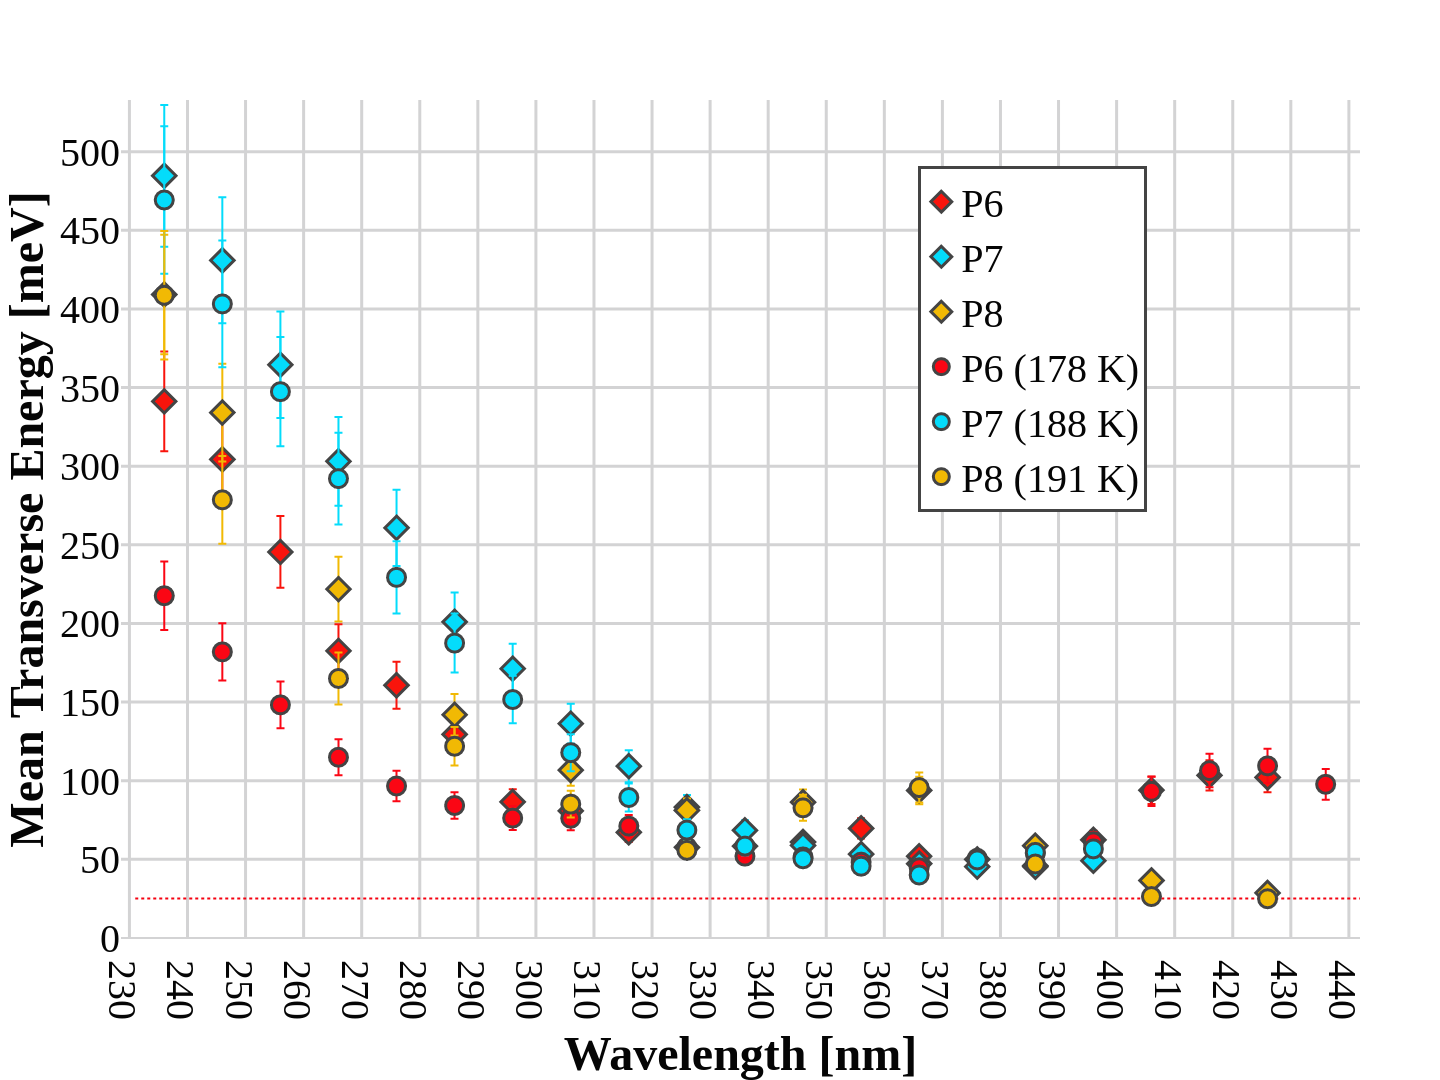 Mean Transverse Energy [meV]
500
450
400
350
300
250
200
150
100
50
0
P6
P7
P8
P6 (178 K)
P7 (188 K)
P8 (191 K)
230 240 250 260 270 280 290 300 310 320 330 340 350 360 370 380 390 400 410 420 430 440
Wavelength [nm]